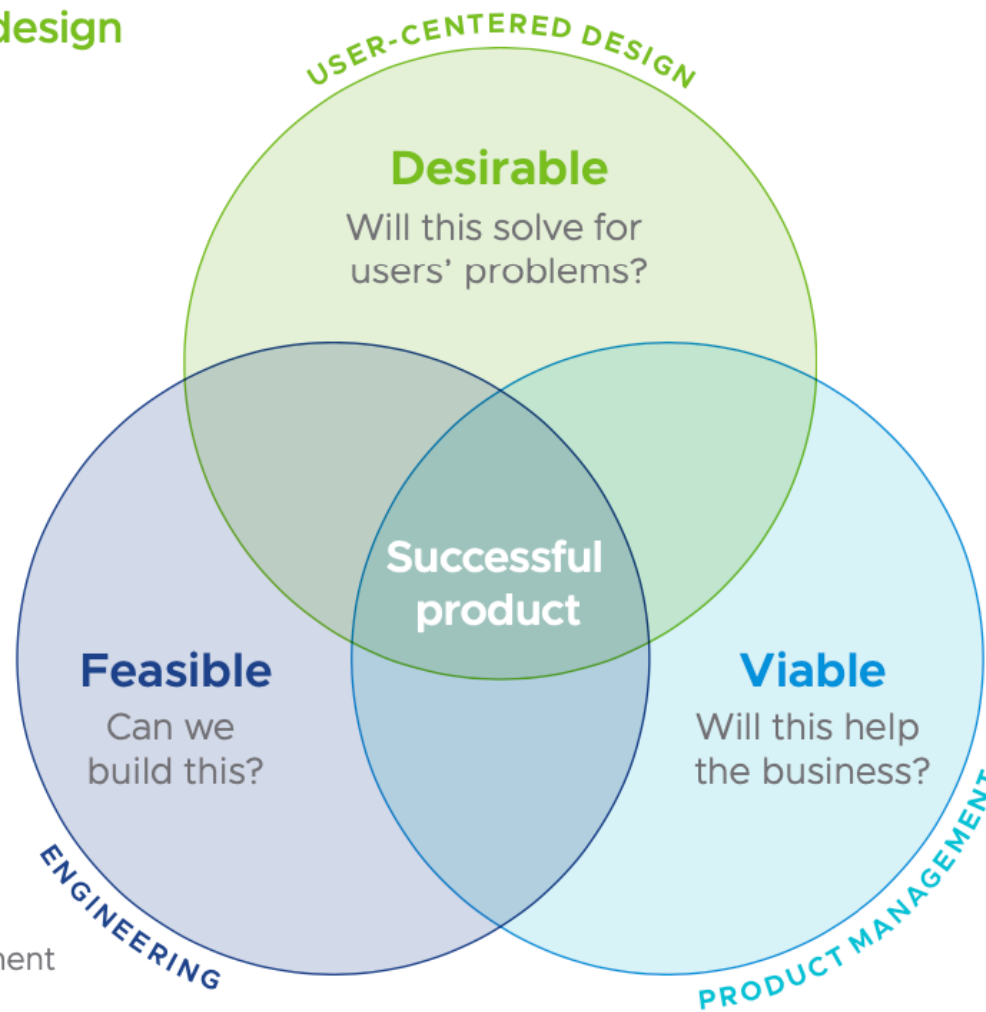 design
USER-CENTERED DESIGN
Desirable
Will this solve for
users’ problems?
Successful
product
Feasible
Can we
build this?
Viable
Will this help
the business?
ENGINEERING
PRODUCT MANAGEMENT